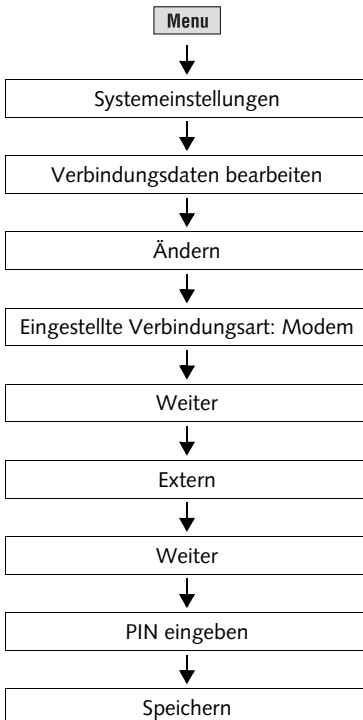 Menu
Systemeinstellungen
Verbindungsdaten bearbeiten
Ändern
Eingestellte Verbindungsart: Modem
Weiter
Extern
Weiter
PIN eingeben
Speichern